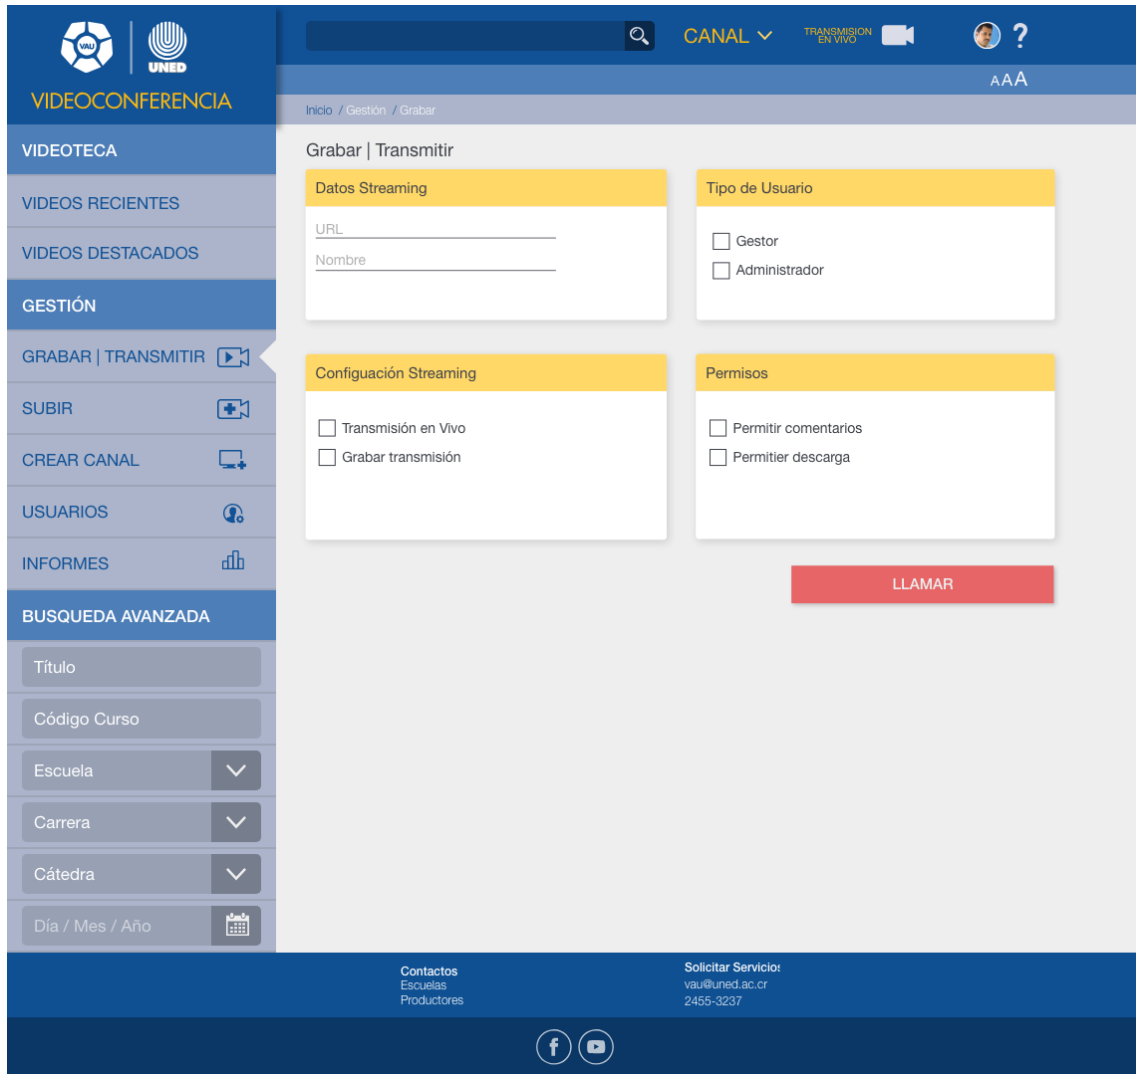 VAU
UNED
VIDEOCONFERENCIA
CANAL
TRANSMISION
EN VIVO
?
AAA
Inicio / Gestión / Grabar
VIDEOTECA
VIDEOS RECIENTES
VIDEOS DESTACADOS
GESTIÓN
GRABAR | TRANSMITIR
SUBIR
CREAR CANAL
USUARIOS
INFORMES
BUSQUEDA AVANZADA
Título
Código Curso
Escuela
Carrera
Cátedra
Día / Mes / Año
Grabar | Transmitir
Datos Streaming
URL
Nombre
Tipo de Usuario
Gestor
Administrador
Configuación Streaming
Transmisión en Vivo
Grabar transmisión
Permisos
Permitir comentarios
Permitier descarga
LLAMAR
Contactos
Escuelas
Productores
Solicitar Servicios
vau@uned.ac.cr
2455-3237
f